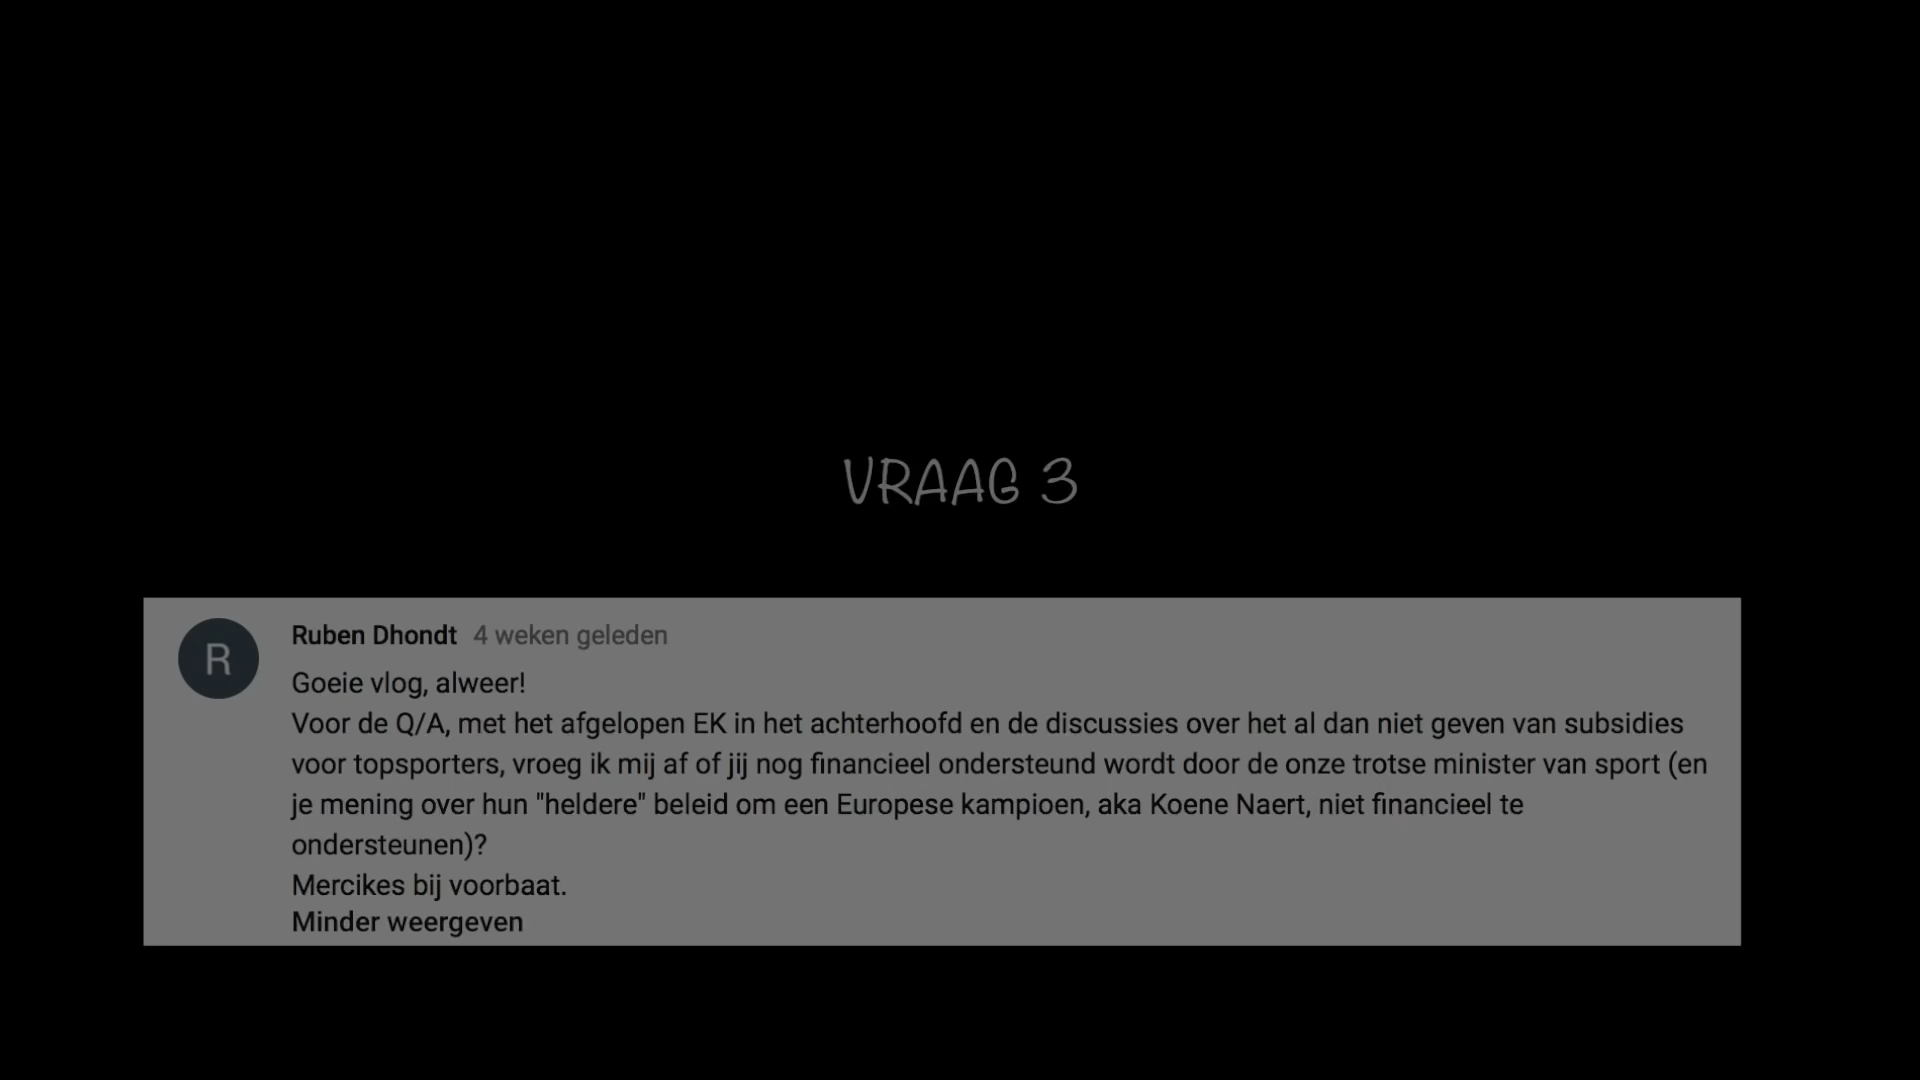 VRAAG 3
R
Ruben Dhondt 4 weken geleden
Goeie vlog, alweer!
Voor de Q/A, met het afgelopen EK in het achterhoofd en de discussies over het al dan niet geven van subsidies
voor topsporters, vroeg ik mij af of jij nog financieel ondersteund wordt door de onze trotse minister van sport (en
je mening over hun "heldere" beleid om een Europese kampioen, aka Koene Naert, niet financieel te
ondersteunen)?
Mercikes bij voorbaat.
Minder weergeven